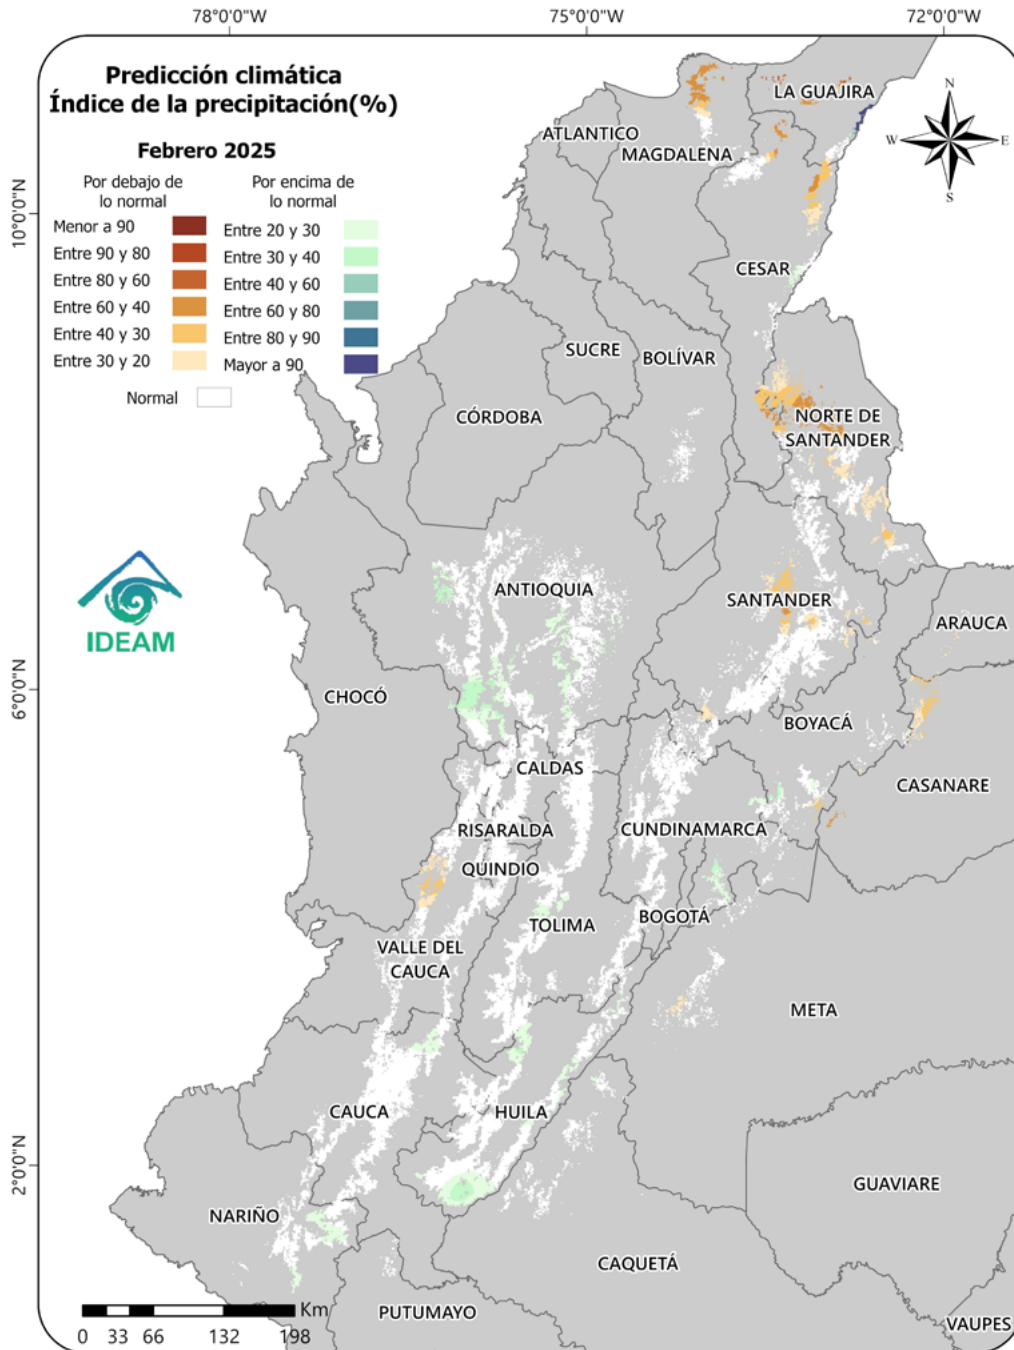 78°0'0"W
75°0'0"W
72°0'0"W
Predicción climática
Índice de la precipitación(%)
Febrero 2025
Por debajo de
lo normal
Por encima de
lo normal
Menor a 90
Entre 20 y 30
Entre 90 y 80
Entre 30 y 40
Entre 80 y 60
Entre 40 y 60
Entre 60 y 40
Entre 60 y 80
Entre 40 y 30
Entre 80 y 90
Entre 30 y 20
Mayor a 90
Normal
N
W
E
S
10°0'0"N
6°0'0"N
2°0'0"N
LA GUAJIRA
ATLANTICO
MAGDALENA
CESAR
SUCRE
BOLÍVAR
CÓRDOBA
NORTE DE
SANTANDER
ANTIOQUIA
SANTANDER
ARAUCA
IDEAM
CHOCÓ
BOYACÁ
CALDAS
CASANARE
RISARALDA
CUNDINAMARCA
QUINDIO
BOGOTÁ
TOLIMA
VALLE DEL
CAUCA
META
CAUCA
HUILA
GUAVIARE
NARIÑO
CAQUETÁ
PUTUMAYO
VAUPES
Km
0 33 66 132 198